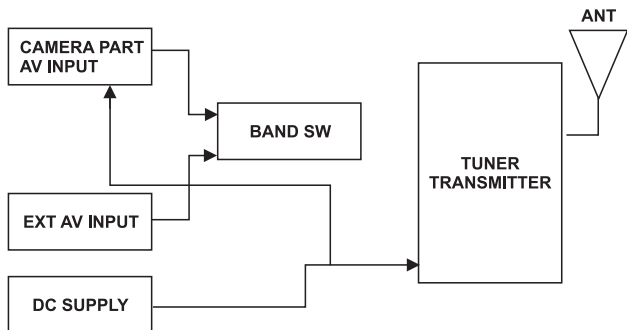 ANT
CAMERA PART
AV INPUT
BAND SW
TUNER
TRANSMITTER
EXT AV INPUT
DC SUPPLY